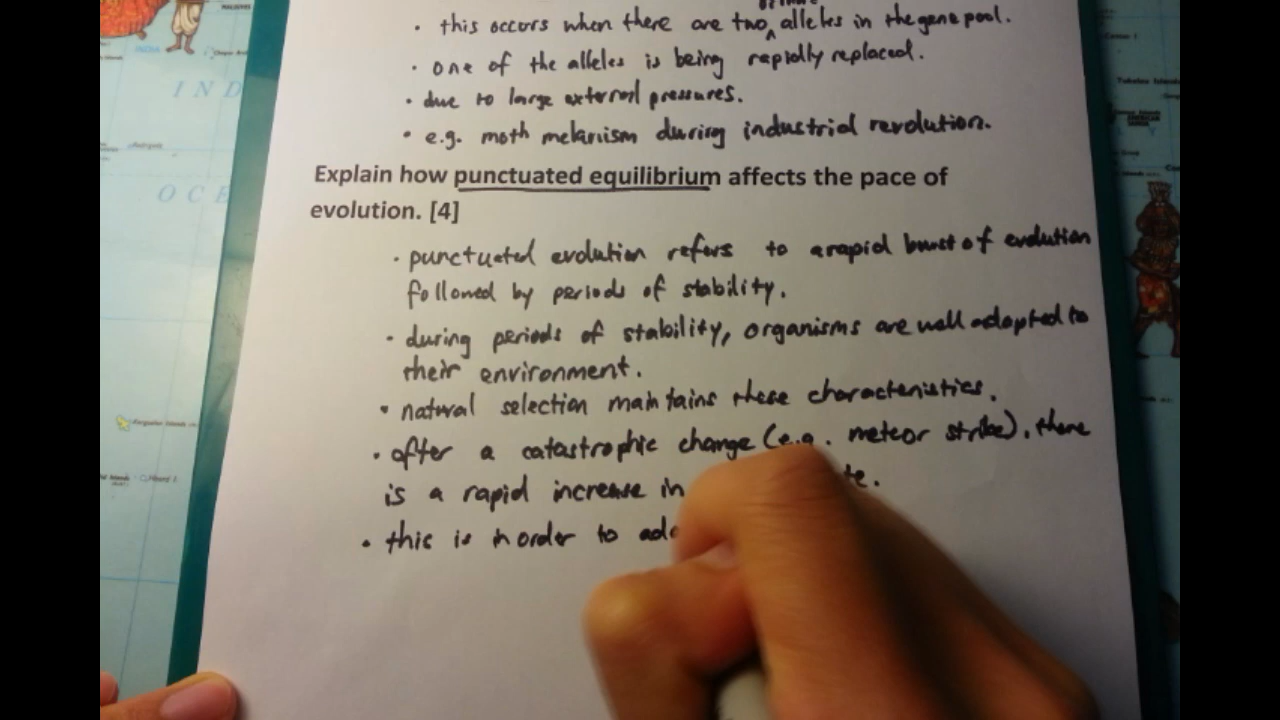 this occurs when there are two alleles in the gene pool.
• one of the alleles is being rapidly replaced.
• due to large external pressures.
• e.g. moth melanism during industrial revolution.
Explain how punctuated equilibrium affects the pace of
evolution. [4]
• punctuated evolution refers to a rapid burst of evolution
followed by periods of stability.
• during periods of stability, organisms are well adapted to
their environment.
• natural selection maintains these characteristics.
• after a catastrophic change (e.g. meteor strike), there
is a rapid increase in
• this is in order to
INDIA
MALDIVES
IND
OCE